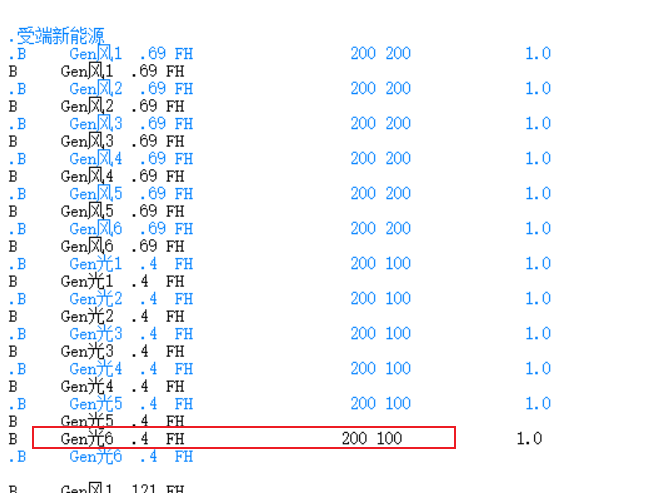 .受端新能源
.B     Gen风1  .69 FH                  200 200             1.0
B     Gen风1  .69 FH
.B     Gen风2  .69 FH                  200 200             1.0
B     Gen风2  .69 FH
.B     Gen风3  .69 FH                  200 200             1.0
B     Gen风3  .69 FH
.B     Gen风4  .69 FH                  200 200             1.0
B     Gen风4  .69 FH
.B     Gen风5  .69 FH                  200 200             1.0
B     Gen风5  .69 FH
.B     Gen风6  .69 FH                  200 200             1.0
B     Gen风6  .69 FH
.B     Gen光1  .4  FH                  200 100             1.0
B     Gen光1  .4  FH
.B     Gen光2  .4  FH                  200 100             1.0
B     Gen光2  .4  FH
.B     Gen光3  .4  FH                  200 100             1.0
B     Gen光3  .4  FH
.B     Gen光4  .4  FH                  200 100             1.0
B     Gen光4  .4  FH
.B     Gen光5  .4  FH                  200 100             1.0
B     Gen光5  .4  FH
B     Gen光6  .4  FH                  200 100             1.0
.B     Gen光6  .4  FH
B     Gen风1  .121 FH